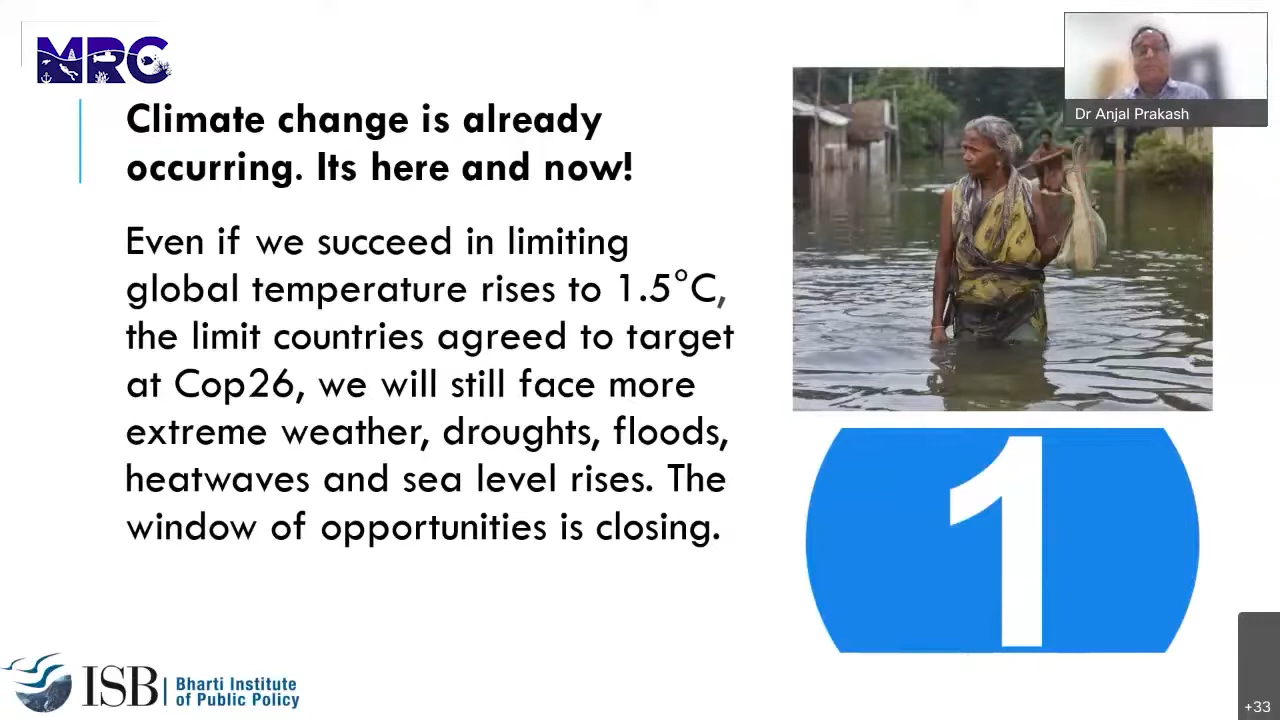 MRC
Dr Anjal Prakash
Climate change is already
occurring. Its here and now!
Even if we succeed in limiting
global temperature rises to 1.5°C,
the limit countries agreed to target
at Cop26, we will still face more
extreme weather, droughts, floods,
heatwaves and sea level rises. The
window of opportunities is closing.
1
ISB
Bharti Institute
of Public Policy
+33